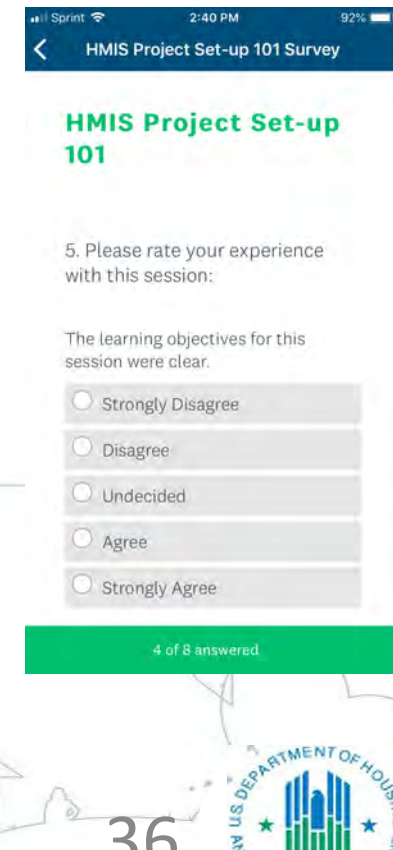 Sprint 2:40 PM 92%
HMIS Project Set-up 101 Survey
HMIS Project Set-up
101
5. Please rate your experience
with this session:
The learning objectives for this
session were clear.
Strongly Disagree
Disagree
Undecided
Agree
Strongly Agree
4 of 8 answered
36
U.S. DEPARTMENT OF